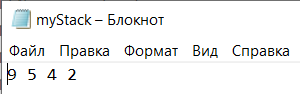 myStack – Блокнот
Файл Правка Формат Вид Справка
9 5 4 2